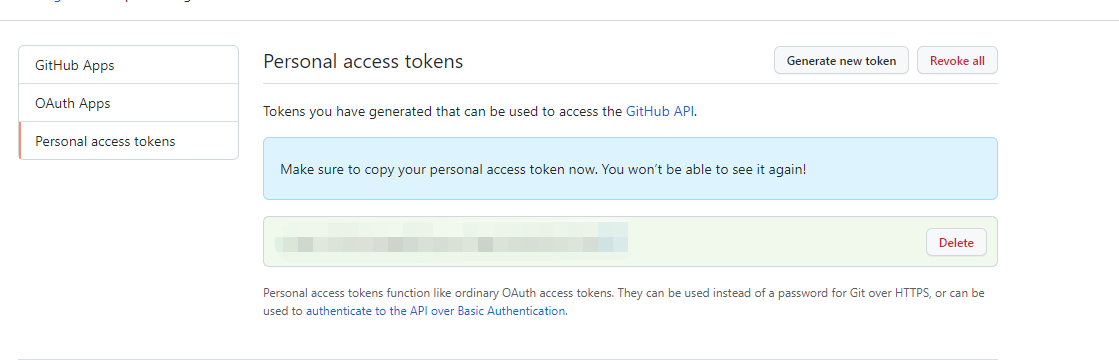 GitHub Apps
OAuth Apps
Personal access tokens
Personal access tokens
Generate new token
Revoke all
Tokens you have generated that can be used to access the GitHub API.
Make sure to copy your personal access token now. You won’t be able to see it again!
Delete
Personal access tokens function like ordinary OAuth access tokens. They can be used instead of a password for Git over HTTPS, or can be
used to authenticate to the API over Basic Authentication.